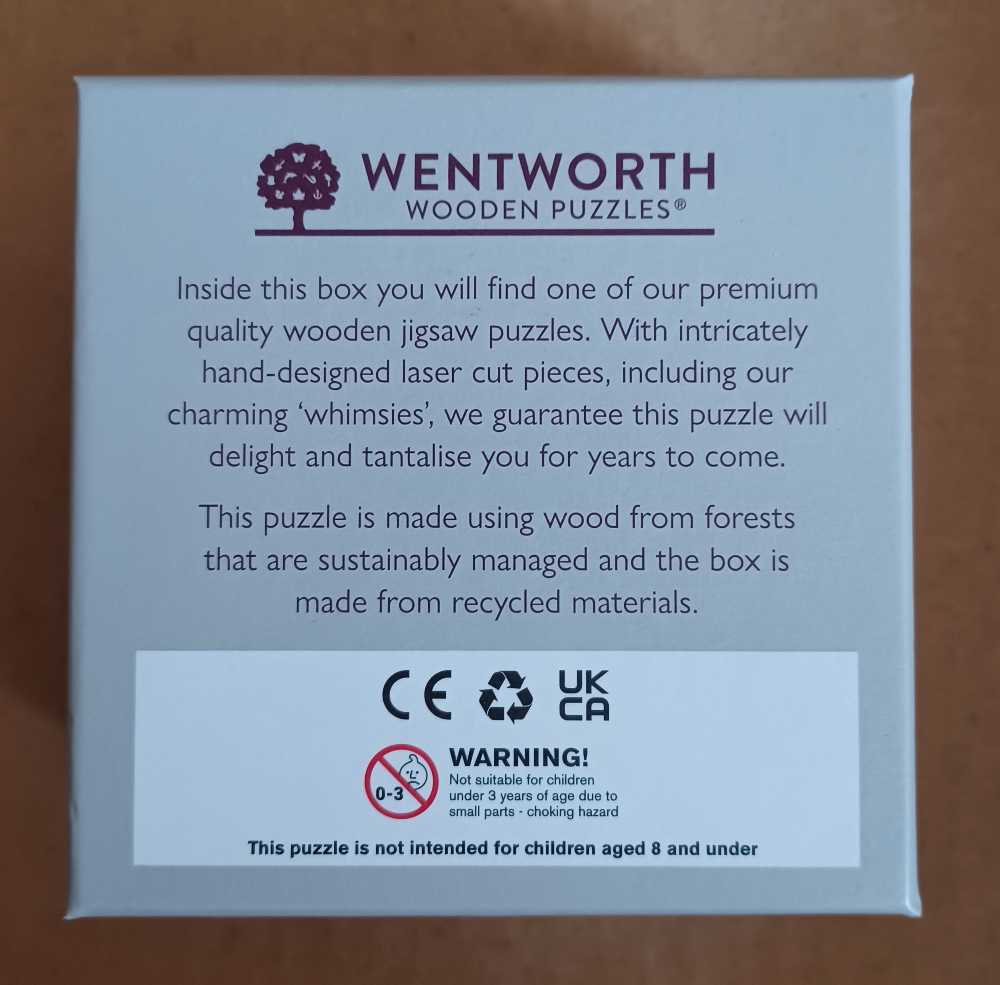 WENTWORTH
WOODEN PUZZLES®
Inside this box you will find one of our premium
quality wooden jigsaw puzzles. With intricately
hand-designed laser cut pieces, including our
charming ‘whimsies’, we guarantee this puzzle will
delight and tantalise you for years to come.
This puzzle is made using wood from forests
that are sustainably managed and the box is
made from recycled materials.
CE
UK
CA
0-3
WARNING!
Not suitable for children
under 3 years of age due to
small parts - choking hazard
This puzzle is not intended for children aged 8 and under